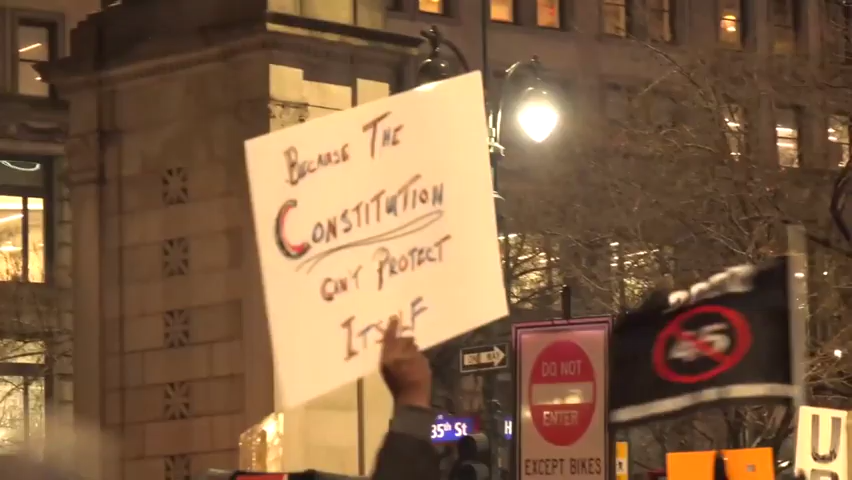 BECAUSE THE
CONSTITUTION
CAN'T PROTECT
ITSELF
ONE WAY
35th St
H
DO NOT
ENTER
EXCEPT BIKES
45
U